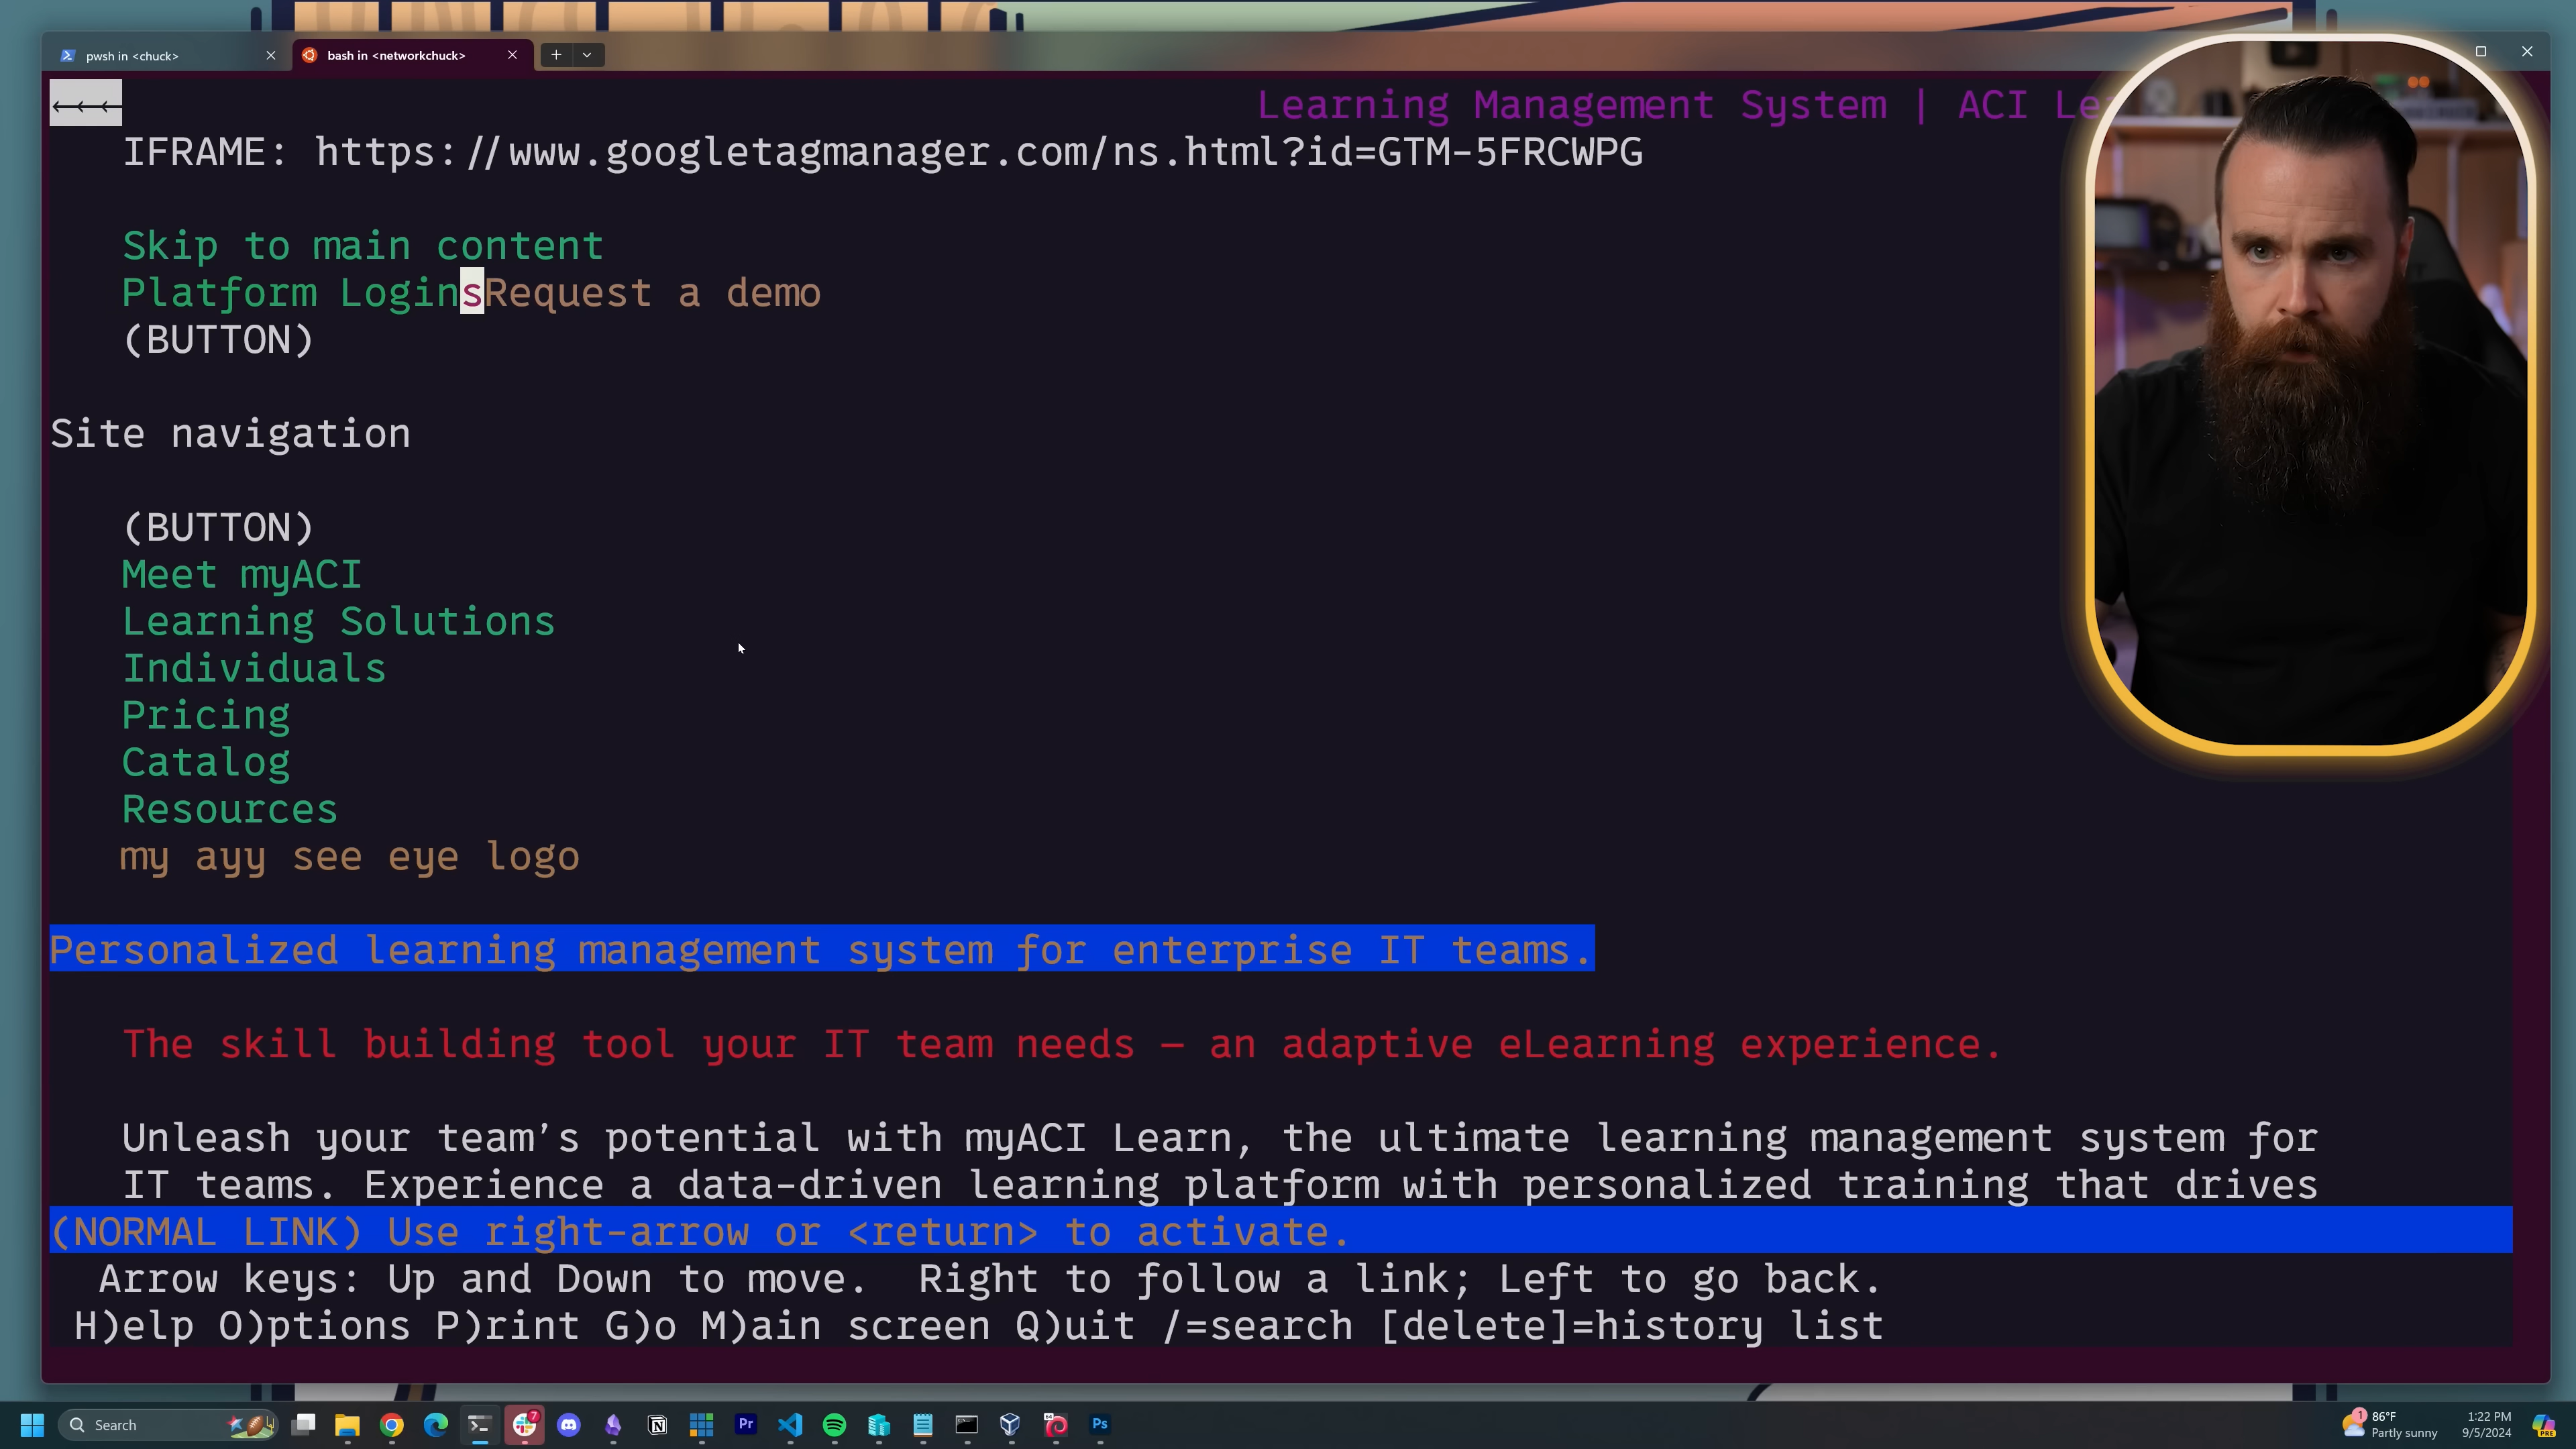 pwsh in <chuck>
bash in <networkchuck>
←←← Learning Management System | ACI Le
IFRAME: https://www.googletagmanager.com/ns.html?id=GTM-5FRCWPG
Skip to main content
Platform LoginsRequest a demo
(BUTTON)
Site navigation
(BUTTON)
Meet myACI
Learning Solutions
Individuals
Pricing
Catalog
Resources
my ayy see eye logo
Personalized learning management system for enterprise IT teams.
The skill building tool your IT team needs — an adaptive eLearning experience.
Unleash your team’s potential with myACI Learn, the ultimate learning management system for
IT teams. Experience a data-driven learning platform with personalized training that drives
(NORMAL LINK) Use right-arrow or <return> to activate.
Arrow keys: Up and Down to move.  Right to follow a link; Left to go back.
H)elp O)ptions P)rint G)o M)ain screen Q)uit /=search [delete]=history list
Search
7
Pr
Ps
1
86°F
Partly sunny
1:22 PM
9/5/2024
PRE